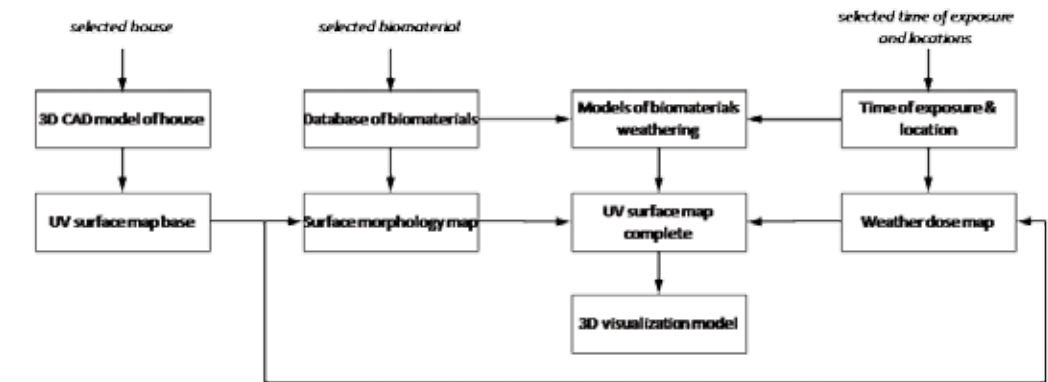 selected house
selected biomaterial
selected time of exposure
and locations
3D CAD model of house
Database of biomaterials
Models of biomaterials
weathering
Time of exposure &
location
UV surface map base
Surface morphology map
UV surface map
complete
Weather dose map
3D visualization model